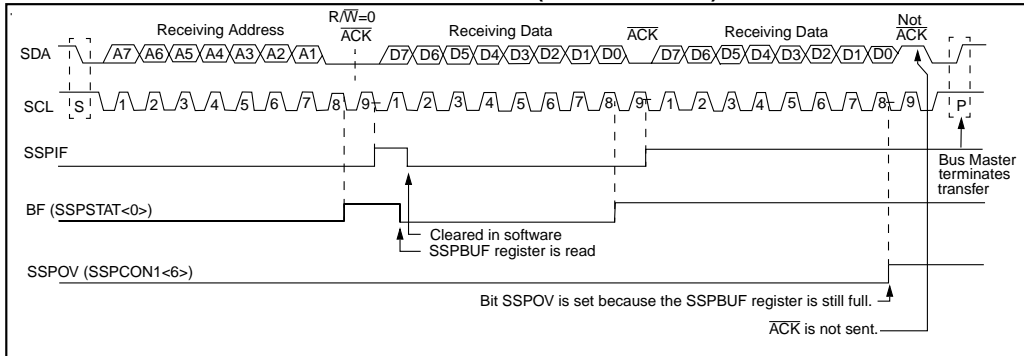 Receiving Address
R/W=0
ACK
Receiving Data
ACK
Receiving Data
Not
ACK
SDA
A7 A6 A5 A4 A3 A2 A1
D7 D6 D5 D4 D3 D2 D1 D0
D7 D6 D5 D4 D3 D2 D1 D0
SCL
S
1 2 3 4 5 6 7 8 9
1 2 3 4 5 6 7 8 9
1 2 3 4 5 6 7 8 9
P
SSPIF
Bus Master
terminates
transfer
BF (SSPSTAT<0>)
Cleared in software
SSPBUF register is read
SSPOV (SSPCON1<6>)
Bit SSPOV is set because the SSPBUF register is still full.
ACK is not sent.